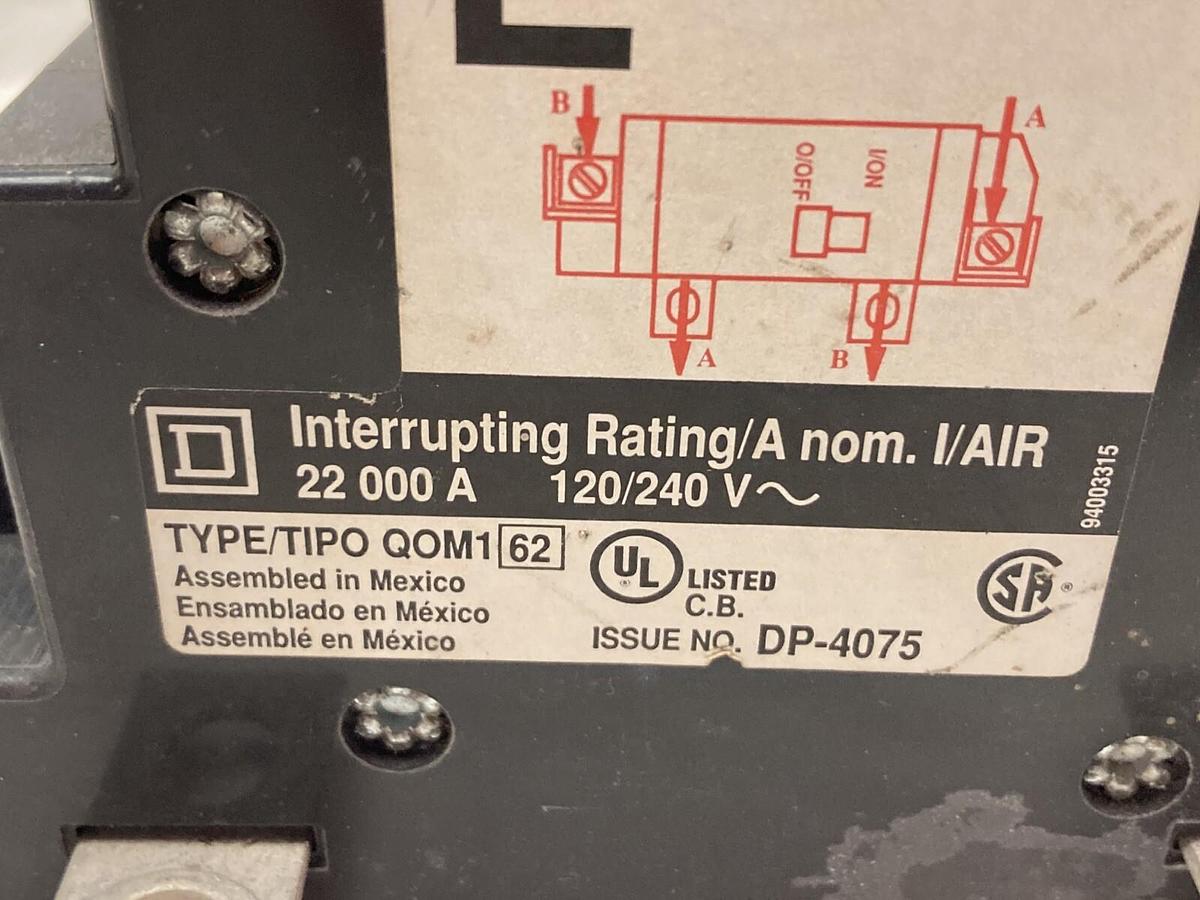 B
A
O/OFF
I/ON
A
B
D
Interrupting Rating/A nom. I/AIR
22 000 A 120/240 V~
94003315
TYPE/TIPO QOM1 62
Assembled in Mexico
Ensamblado en México
Assemblé en México
UL ® LISTED
C.B.
ISSUE NO. DP-4075
SA ®